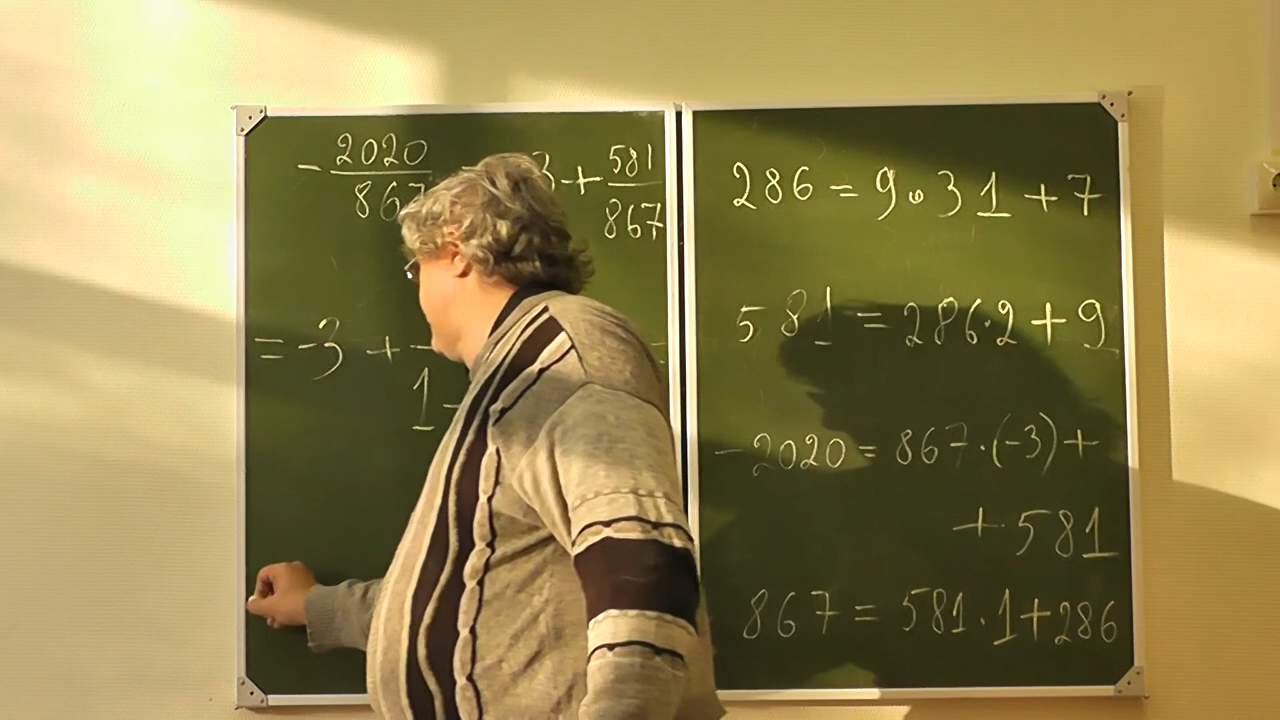 - 2020/867 = -3 + 581/867
= -3 + 
1
286 = 9 · 31 + 7
581 = 286·2 + 9
-2020 = 867·(-3) +
+ 581
867 = 581·1+286